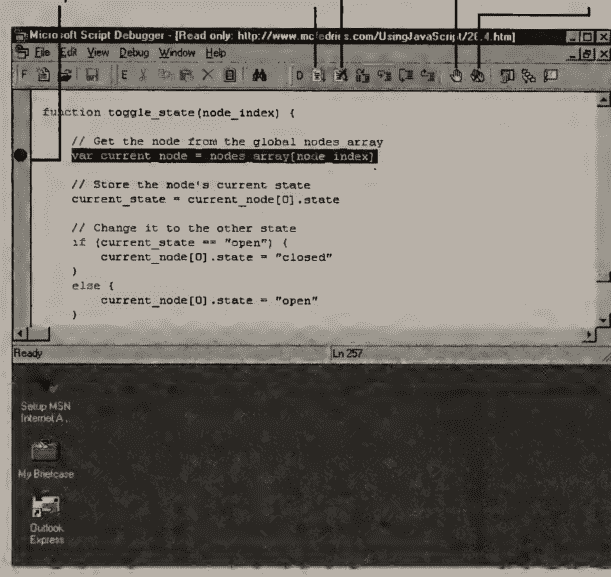 Microsoft Script Debugger - [Read only: http://www.mcfedries.com/UsingJavaScript/26.4.htm]
File Edit View Debug Window Help
F E D
function toggle_state(node_index) {
// Get the node from the global nodes array
var current_node = nodes_array[node_index]
// Store the node's current state
current_state = current_node[0].state
// Change it to the other state
if (current_state == "open") {
current_node[0].state = "closed"
}
else {
current_node[0].state = "open"
}
Ready Ln 257
Setup MSN
Internet A..
My Briefcase
Outlook
Express